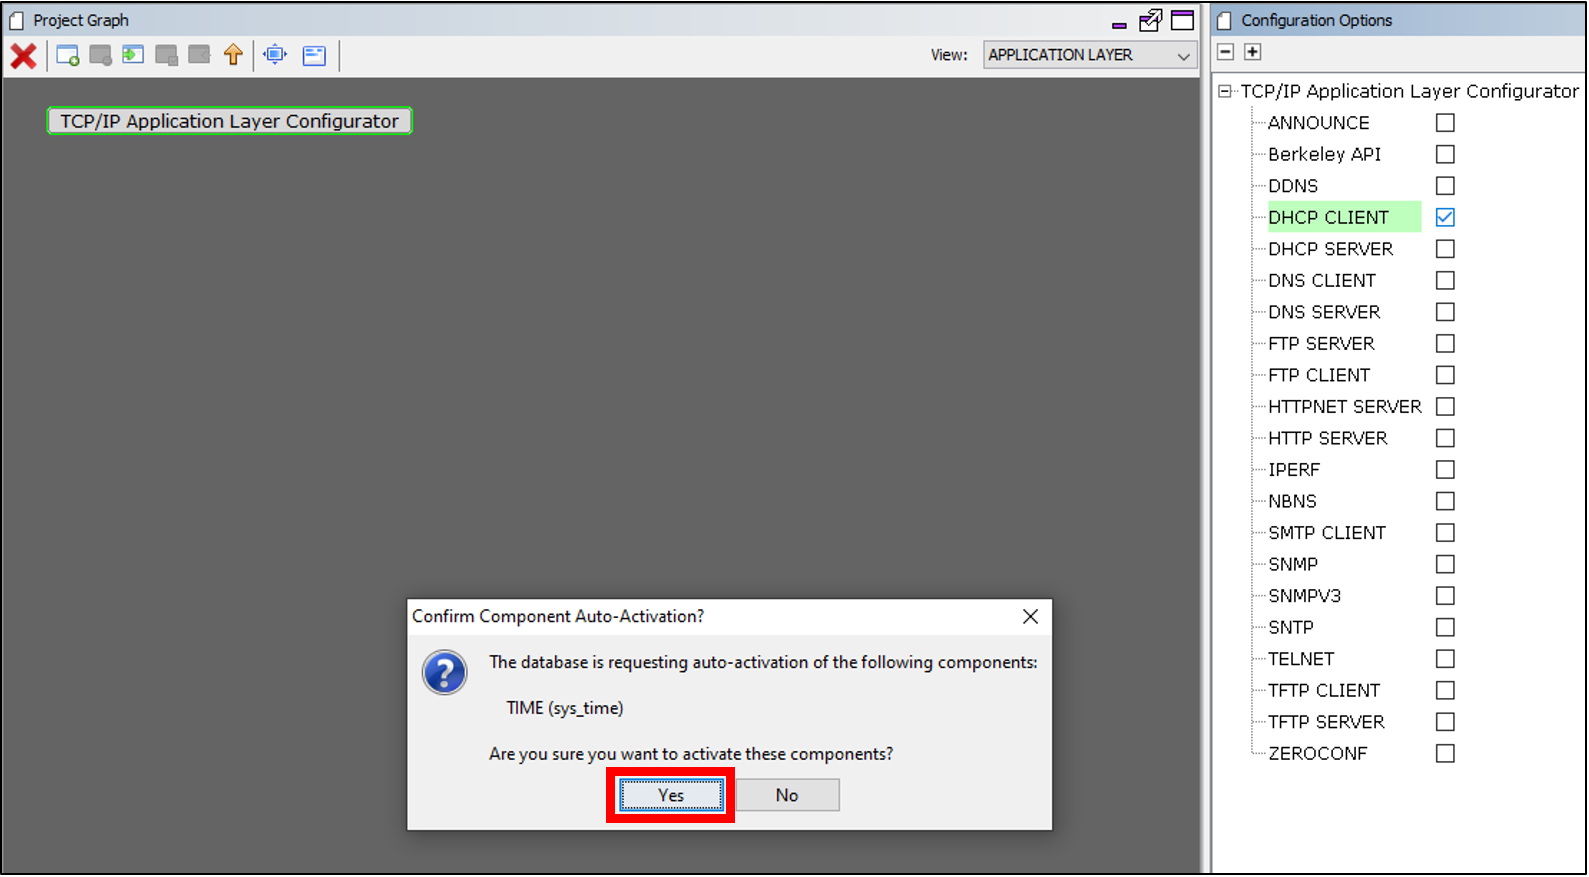 Project Graph
View: APPLICATION LAYER
TCP/IP Application Layer Configurator
Confirm Component Auto-Activation?
The database is requesting auto-activation of the following components:
TIME (sys_time)
Are you sure you want to activate these components?
Yes No
Configuration Options
TCP/IP Application Layer Configurator
ANNOUNCE
Berkeley API
DDNS
DHCP CLIENT
DHCP SERVER
DNS CLIENT
DNS SERVER
FTP SERVER
FTP CLIENT
HTTPNET SERVER
HTTP SERVER
IPERF
NBNS
SMTP CLIENT
SNMP
SNMPV3
SNTP
TELNET
TFTP CLIENT
TFTP SERVER
ZEROCONF